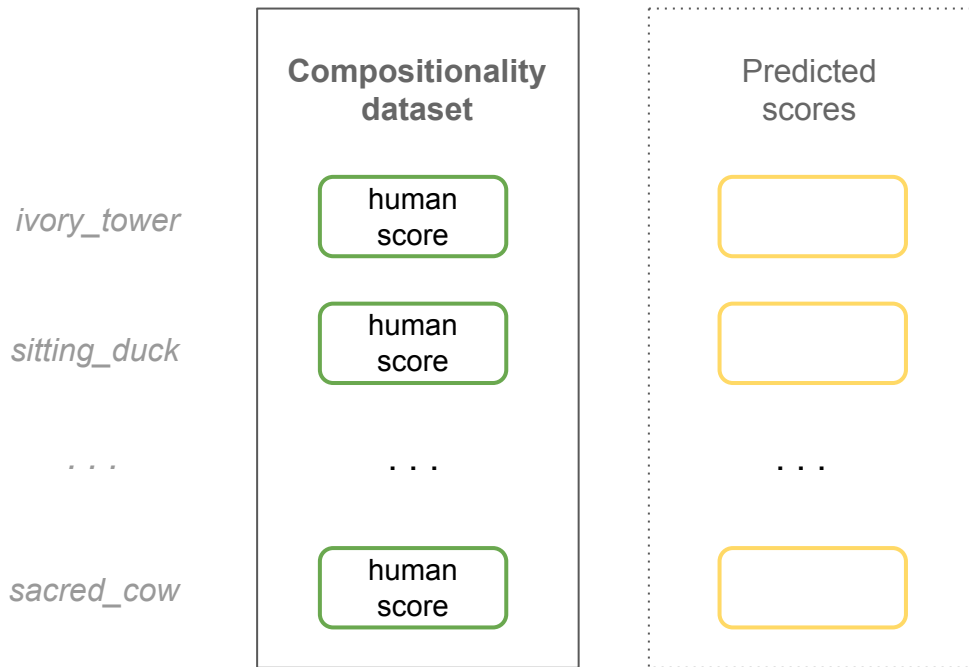 Compositionality
dataset
Predicted
scores
ivory_tower
human
score
sitting_duck
human
score
. . .
. . .
. . .
sacred_cow
human
score